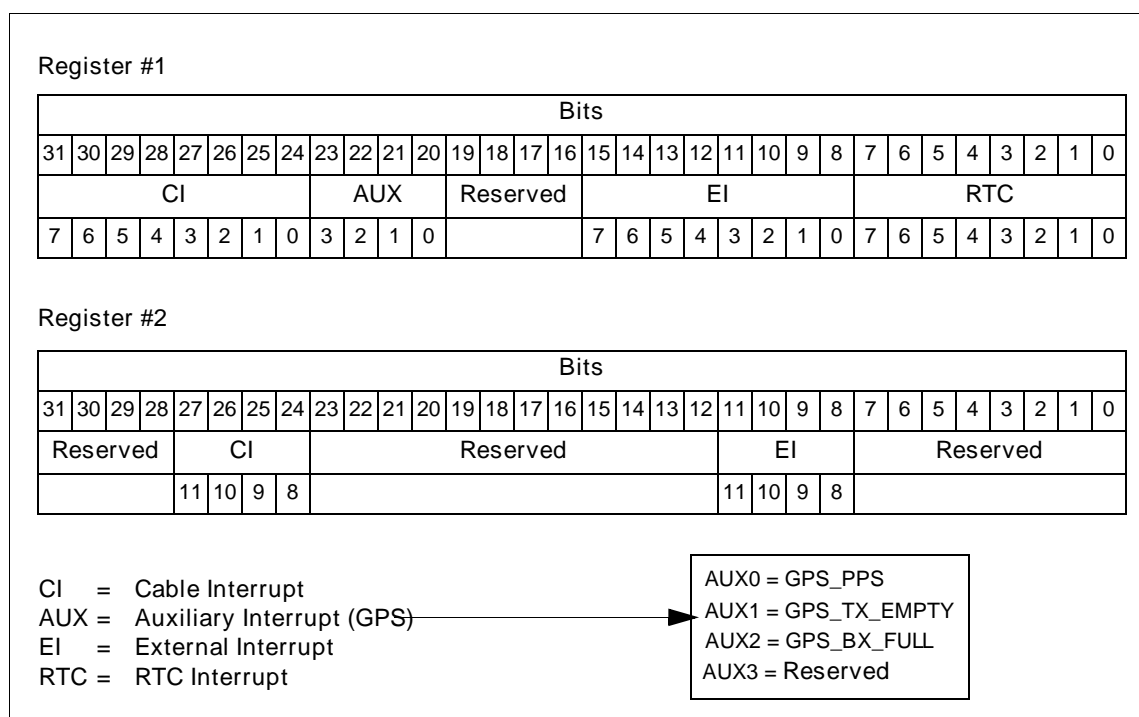 Register #1
Bits
31 30 29 28 27 26 25 24 23 22 21 20 19 18 17 16 15 14 13 12 11 10 9 8 7 6 5 4 3 2 1 0
CI AUX Reserved EI RTC
7 6 5 4 3 2 1 0 3 2 1 0 7 6 5 4 3 2 1 0 7 6 5 4 3 2 1 0
Register #2
Bits
31 30 29 28 27 26 25 24 23 22 21 20 19 18 17 16 15 14 13 12 11 10 9 8 7 6 5 4 3 2 1 0
Reserved CI Reserved EI Reserved
11 10 9 8 11 10 9 8
CI = Cable Interrupt
AUX = Auxiliary Interrupt (GPS)
EI = External Interrupt
RTC = RTC Interrupt
AUX0 = GPS_PPS
AUX1 = GPS_TX_EMPTY
AUX2 = GPS_BX_FULL
AUX3 = Reserved